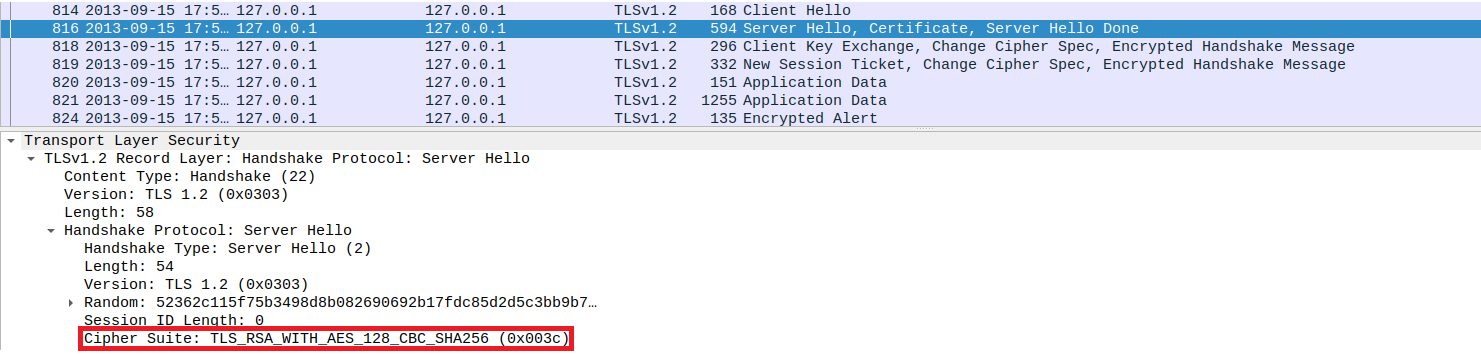 814 2013-09-15 17:5… 127.0.0.1 127.0.0.1 TLSv1.2 168 Client Hello
816 2013-09-15 17:5… 127.0.0.1 127.0.0.1 TLSv1.2 594 Server Hello, Certificate, Server Hello Done
818 2013-09-15 17:5… 127.0.0.1 127.0.0.1 TLSv1.2 296 Client Key Exchange, Change Cipher Spec, Encrypted Handshake Message
819 2013-09-15 17:5… 127.0.0.1 127.0.0.1 TLSv1.2 332 New Session Ticket, Change Cipher Spec, Encrypted Handshake Message
820 2013-09-15 17:5… 127.0.0.1 127.0.0.1 TLSv1.2 151 Application Data
821 2013-09-15 17:5… 127.0.0.1 127.0.0.1 TLSv1.2 1255 Application Data
824 2013-09-15 17:5… 127.0.0.1 127.0.0.1 TLSv1.2 135 Encrypted Alert
Transport Layer Security
TLSv1.2 Record Layer: Handshake Protocol: Server Hello
Content Type: Handshake (22)
Version: TLS 1.2 (0x0303)
Length: 58
Handshake Protocol: Server Hello
Handshake Type: Server Hello (2)
Length: 54
Version: TLS 1.2 (0x0303)
Random: 52362c115f75b3498d8b082690692b17fdc85d2d5c3bb9b7…
Session ID Length: 0
Cipher Suite: TLS_RSA_WITH_AES_128_CBC_SHA256 (0x003c)